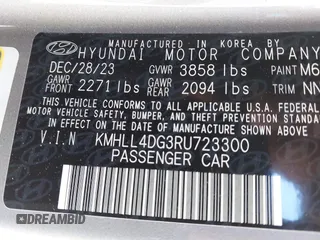 MANUFACTURED IN KOREA BY
HYUNDAI MOTOR COMPANY
DEC/28/23 GVWR 3858 lbs PAINT M6
GAWR FRONT 2271 lbs GAWR REAR 2094 lbs TRIM NN
THIS VEHICLE CONFORMS TO ALL APPLICABLE U.S. FEDERAL
MOTOR VEHICLE SAFETY, BUMPER, AND THEFT PREVENTION STA
IN EFFECT ON THE DATE OF MANUFACTURE SHOWN ABOVE.
V.I.N KMHLL4DG3RU723300
PASSENGER CAR
DREAMBID